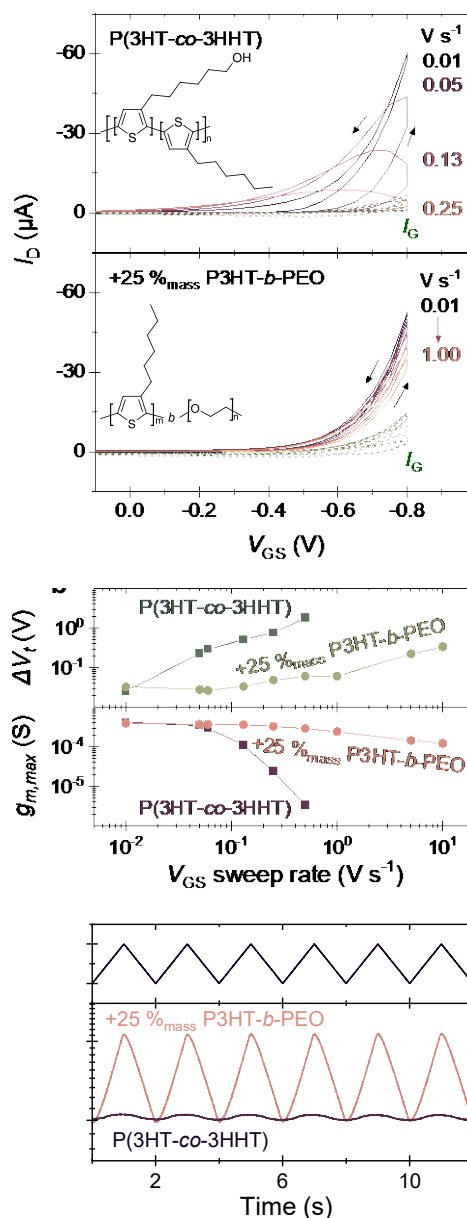 P(3HT-co-3HHT)
V s⁻¹
0.01
0.05
0.13
0.25
OH
S
n
S
-60
-30
0
I_G
I_D (µA)
+25 %mass P3HT-b-PEO
V s⁻¹
0.01
1.00
S
m
b
O
n
-60
-30
0
I_G
0.0 -0.2 -0.4 -0.6 -0.8
V_GS (V)
P(3HT-co-3HHT)
+25 %mass P3HT-b-PEO
10⁰
10⁻¹
ΔV_t (V)
+25 %mass P3HT-b-PEO
P(3HT-co-3HHT)
10⁻⁴
10⁻⁵
g_m,max (S)
10⁻² 10⁻¹ 10⁰ 10¹
V_GS sweep rate (V s⁻¹)
+25 %mass P3HT-b-PEO
P(3HT-co-3HHT)
2 6 10
Time (s)